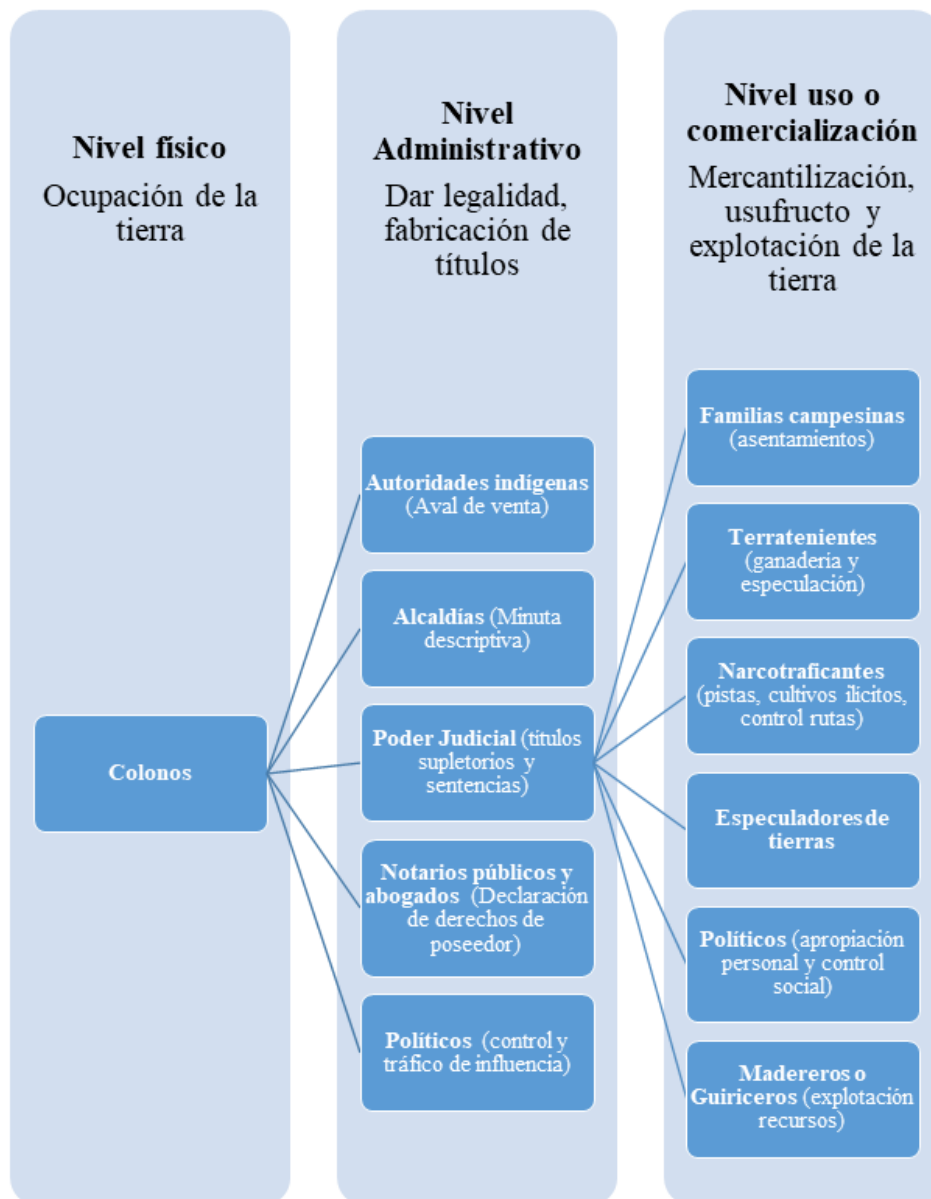 Nivel físico
Ocupación de la
tierra
Colonos
Nivel
Administrativo
Dar legalidad,
fabricación de
títulos
Autoridades indígenas
(Aval de venta)
Alcaldías (Minuta
descriptiva)
Poder Judicial (títulos
supletorios y
sentencias)
Notarios públicos y
abogados (Declaración
de derechos de
poseedor)
Políticos (control y
tráfico de influencia)
Nivel uso o
comercialización
Mercantilización,
usufructo y
explotación de la
tierra
Familias campesinas
(asentamientos)
Terratenientes
(ganaderia y
especulación)
Narcotraficantes
(pistas, cultivos ilícitos,
control rutas)
Especuladores de
tierras
Políticos (apropiación
personal y control
social)
Madereros o
Guiriceros (explotación
recursos)